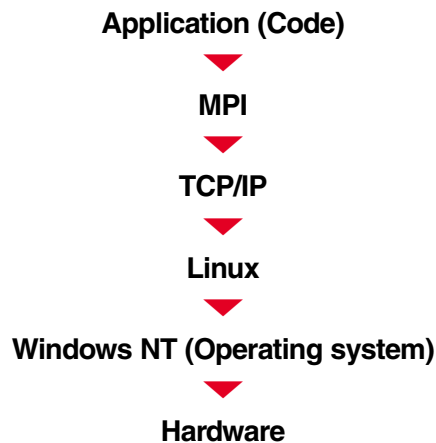 Application (Code)
MPI
TCP/IP
Linux
Windows NT (Operating system)
Hardware